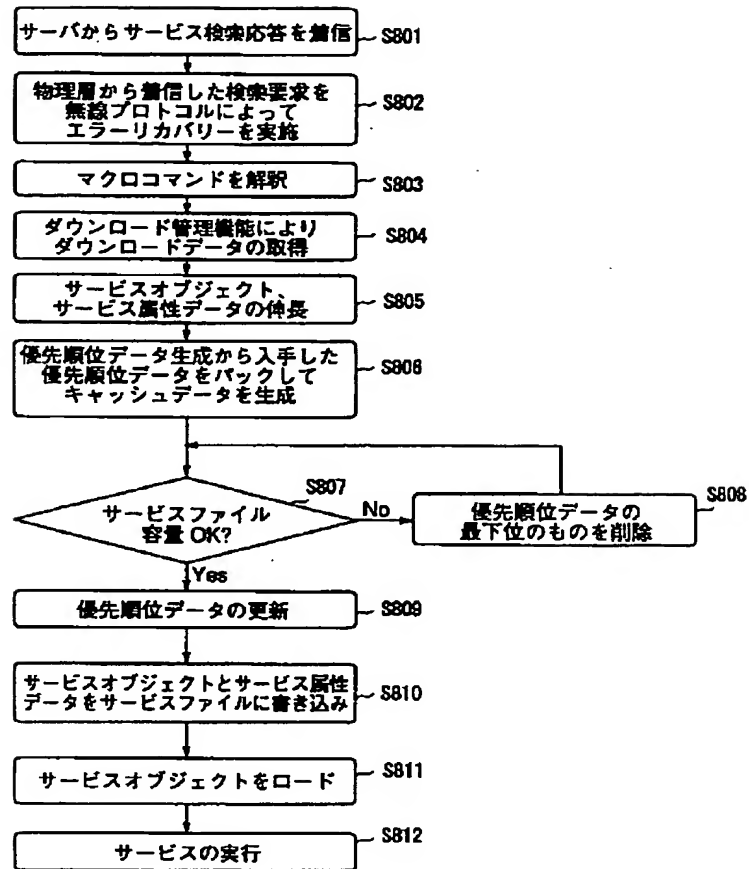 サーバからサービス検索応答を着信
S801
物理層から着信した検索要求を
無線プロトコルによって
エラーリカバリーを実施
S802
マクロコマンドを解釈
S803
ダウンロード管理機能により
ダウンロードデータの取得
S804
サービスオブジェクト、
サービス属性データの伸長
S805
優先順位データ生成から入手した
優先順位データをパックして
キャッシュデータを生成
S806
サービスファイル
容量 OK?
S807
No
優先順位データの
最下位のものを削除
S808
Yes
優先順位データの更新
S809
サービスオブジェクトとサービス属性
データをサービスファイルに書き込み
S810
サービスオブジェクトをロード
S811
サービスの実行
S812